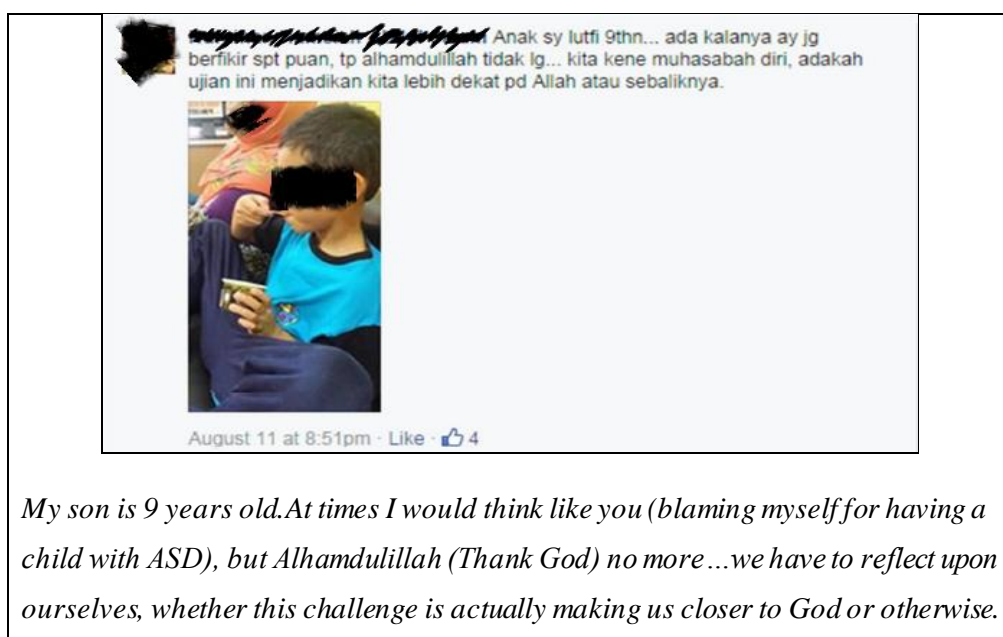 Anak sy lutfi 9thn... ada kalanya ay jg
berfikir spt puan, tp alhamdulillah tidak lg... kita kene muhasabah diri, adakah
ujian ini menjadikan kita lebih dekat pd Allah atau sebaliknya.
August 11 at 8:51pm · Like · 4
My son is 9 years old.At times I would think like you (blaming myself for having a
child with ASD), but Alhamdulillah (Thank God) no more...we have to reflect upon
ourselves, whether this challenge is actually making us closer to God or otherwise.